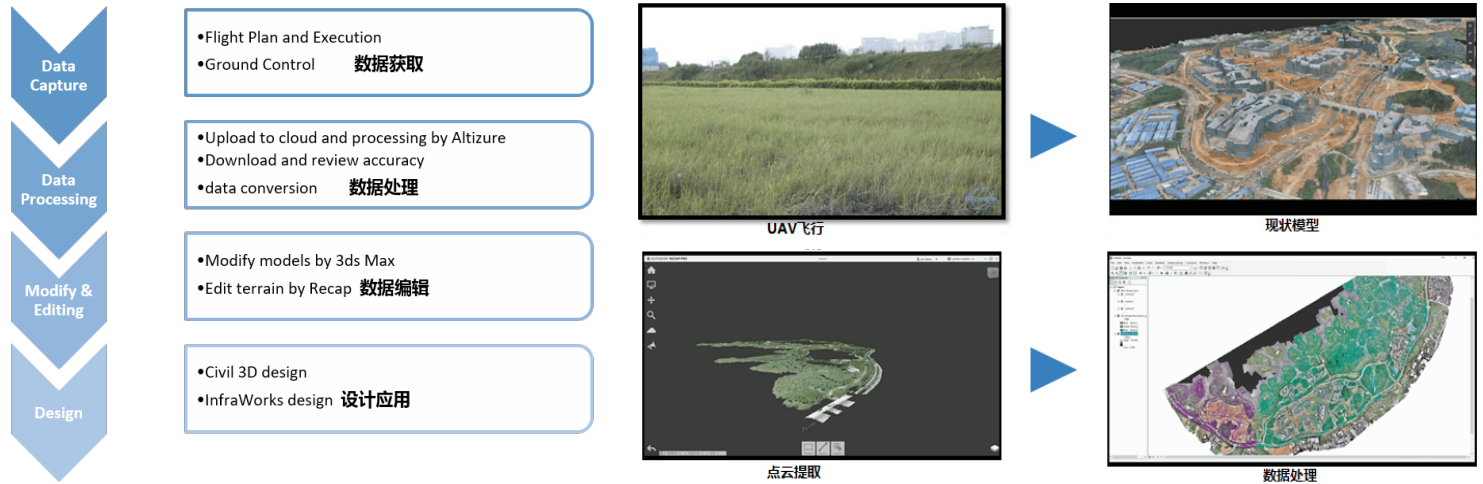 Data
Capture
•Flight Plan and Execution
•Ground Control 数据获取
Data
Processing
•Upload to cloud and processing by Altizure
•Download and review accuracy
•data conversion 数据处理
Modify &
Editing
•Modify models by 3ds Max
•Edit terrain by Recap 数据编辑
Design
•Civil 3D design
•InfraWorks design 设计应用
UAV飞行
现状模型
AUTODESK RECAP PRO
点云提取
数据处理